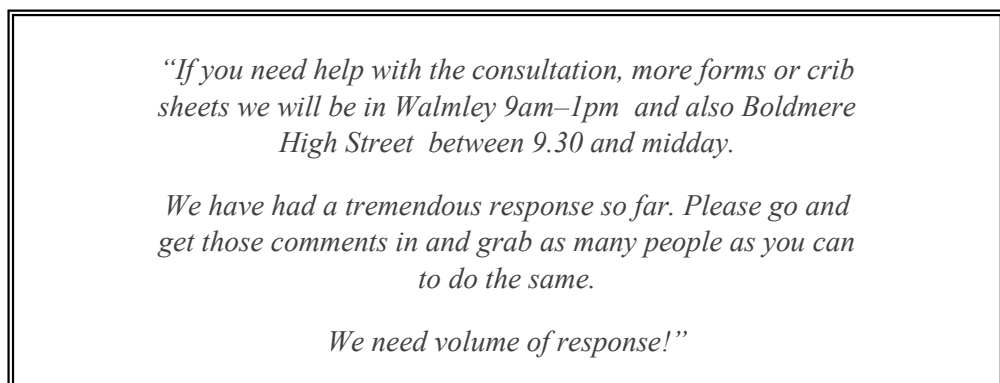 “If you need help with the consultation, more forms or crib
sheets we will be in Walmley 9am–1pm and also Boldmere
High Street between 9.30 and midday.
We have had a tremendous response so far. Please go and
get those comments in and grab as many people as you can
to do the same.
We need volume of response!”